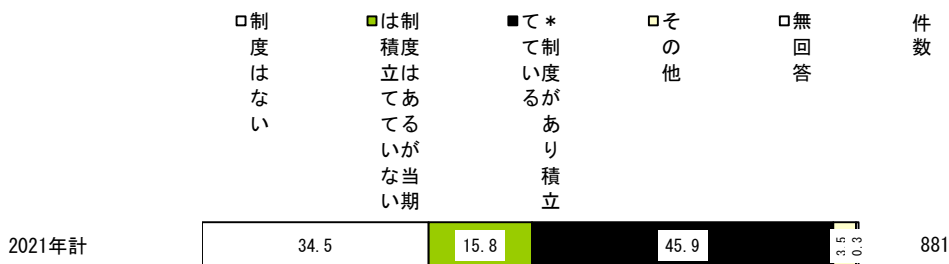 □制度はない
■制度はあるが当期
は積立てていない
■*制度があり積立
てている
□その他
□無回答
件数
2021年計 34.5 15.8 45.9 3.5 0.3 881